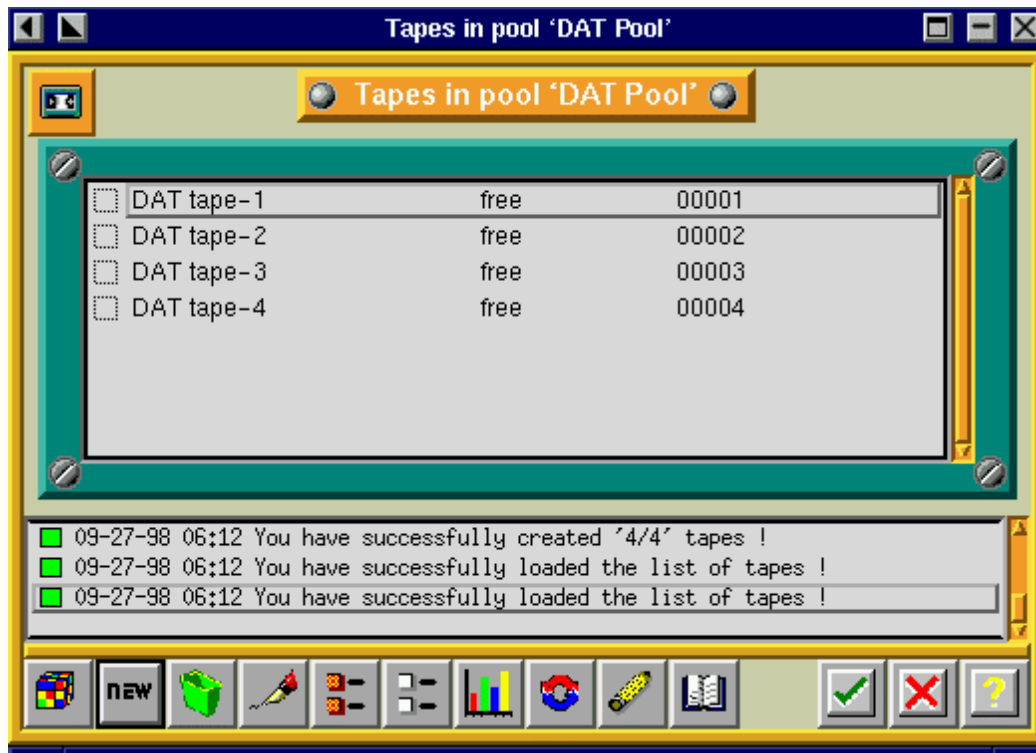 Tapes in pool ‘DAT Pool’
Tapes in pool ‘DAT Pool’
DAT tape-1 free 00001
DAT tape-2 free 00002
DAT tape-3 free 00003
DAT tape-4 free 00004
09-27-98 06:12 You have successfully created ´4/4´ tapes !
09-27-98 06:12 You have successfully loaded the list of tapes !
09-27-98 06:12 You have successfully loaded the list of tapes !
NEW
?